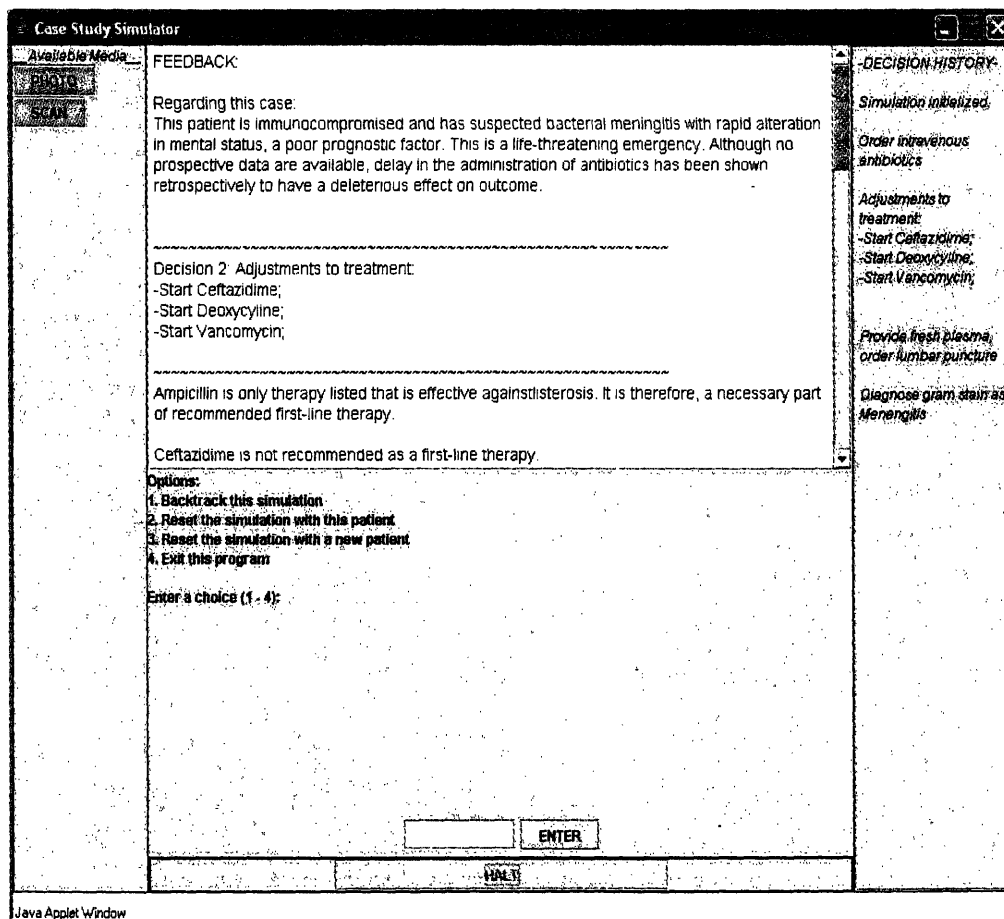 Case Study Simulator
Available Media
PHOTO
SCAN
FEEDBACK:
Regarding this case:
This patient is immunocompromised and has suspected bacterial meningitis with rapid alteration
in mental status, a poor prognostic factor. This is a life-threatening emergency. Although no
prospective data are available, delay in the administration of antibiotics has been shown
retrospectively to have a deleterious effect on outcome.
~~~~~~~~~~~~~~~~~~~~~~~~~~~~~~~~~~~~~~~~~~~~~~~~~~~~~~~~~~~~
Decision 2: Adjustments to treatment:
-Start Ceftazidime;
-Start Deoxycyline;
-Start Vancomycin;
~~~~~~~~~~~~~~~~~~~~~~~~~~~~~~~~~~~~~~~~~~~~~~~~~~~~~~~~~~~~
Ampicillin is only therapy listed that is effective againstlisterosis. It is therefore, a necessary part
of recommended first-line therapy.
Ceftazidime is not recommended as a first-line therapy.
Options:
1. Backtrack this simulation
2. Reset the simulation with this patient
3. Reset the simulation with a new patient
4. Exit this program
Enter a choice (1 - 4):
ENTER
HALT
-DECISION HISTORY-
Simulation initialized.
Order intravenous
antibiotics
Adjustments to
treatment:
-Start Ceftazidime;
-Start Deoxycyline;
-Start Vancomycin;
Provide fresh plasma,
order lumbar puncture
Diagnose gram stain as
Menengitis
Java Applet Window